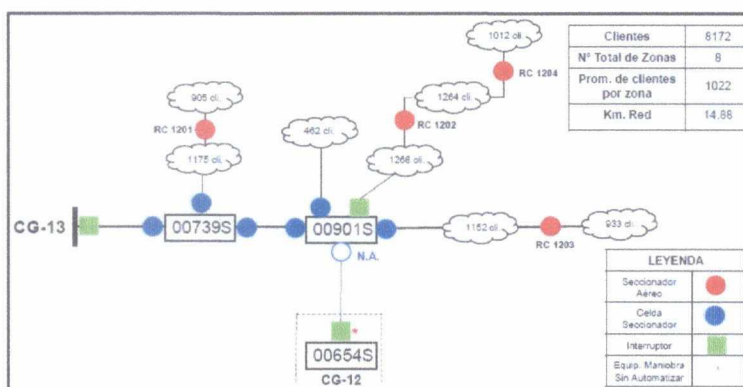 1012 cli.
Clientes 8172
N° Total de Zonas 8
Prom. de clientes por zona 1022
Km. Red 14.68
RC 1204
905 cli.
1264 cli.
RC 1201
462 cli.
RC 1202
1175 cli.
1268 cli.
CG-13
00739S
00901S
1152 cli.
933 cli.
RC 1203
N.A.
LEYENDA
Seccionador Aéreo
Celda Seccionador
Interruptor
Equip. Maniobra Sin Automatizar *
*
00654S
CG-12